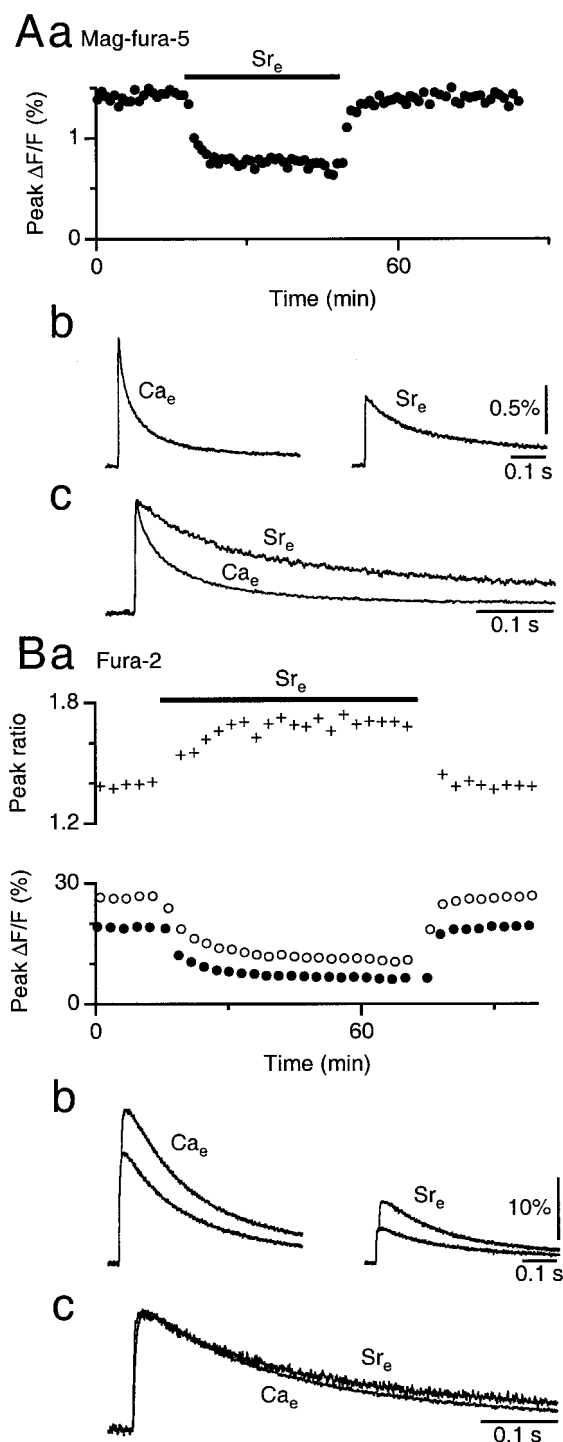 Aa Mag-fura-5
Sre
Peak ΔF/F (%)
1
0
0 60
Time (min)
b
Cae
Sre
0.5%
0.1 s
c
Sre
Cae
0.1 s
Ba Fura-2
Sre
1.8
Peak ratio
1.2
30
Peak ΔF/F (%)
0
0 60
Time (min)
b
Cae
Sre
10%
0.1 s
c
Sre
Cae
0.1 s